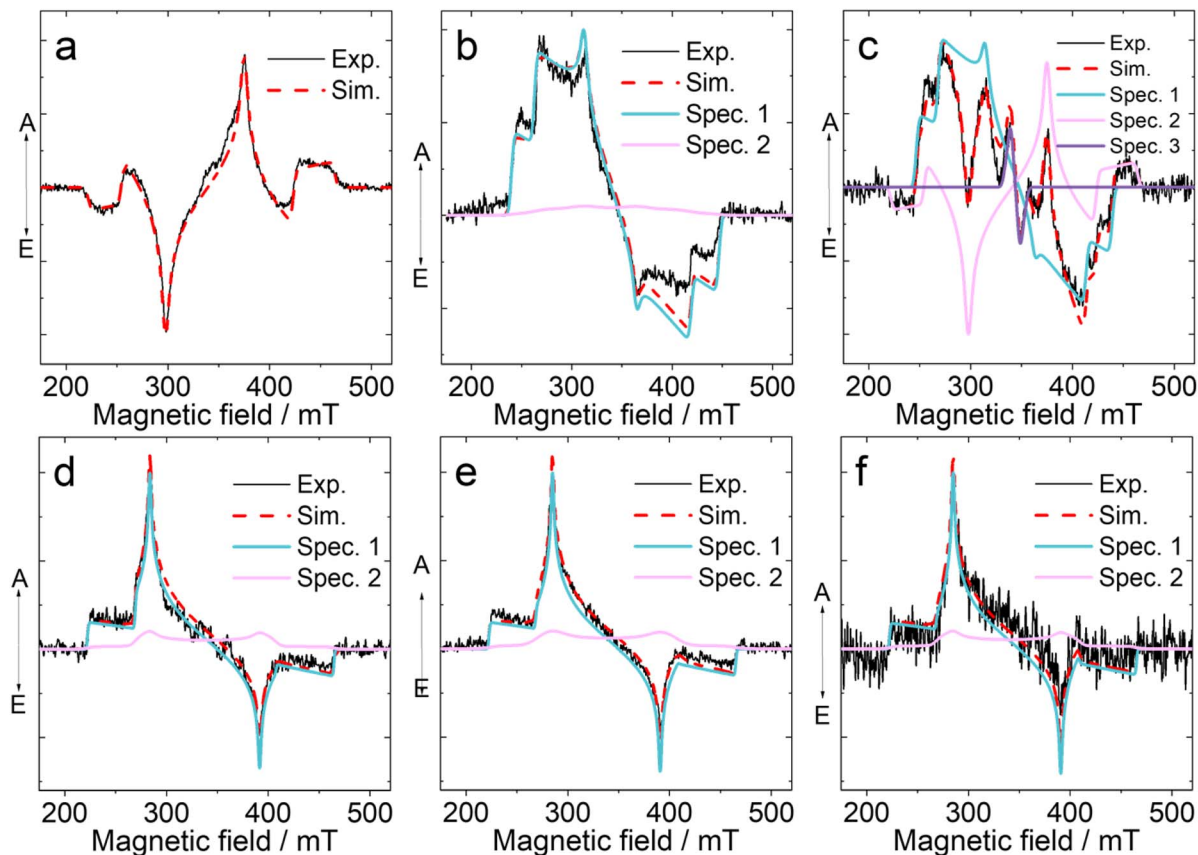 a
Exp.
Sim.
A
E
200 300 400 500
Magnetic field / mT
b
Exp.
Sim.
Spec. 1
Spec. 2
A
E
200 300 400 500
Magnetic field / mT
c
Exp.
Sim.
Spec. 1
Spec. 2
Spec. 3
A
E
200 300 400 500
Magnetic field / mT
d
Exp.
Sim.
Spec. 1
Spec. 2
A
E
200 300 400 500
Magnetic field / mT
e
Exp.
Sim.
Spec. 1
Spec. 2
A
E
200 300 400 500
Magnetic field / mT
f
Exp.
Sim.
Spec. 1
Spec. 2
A
E
200 300 400 500
Magnetic field / mT